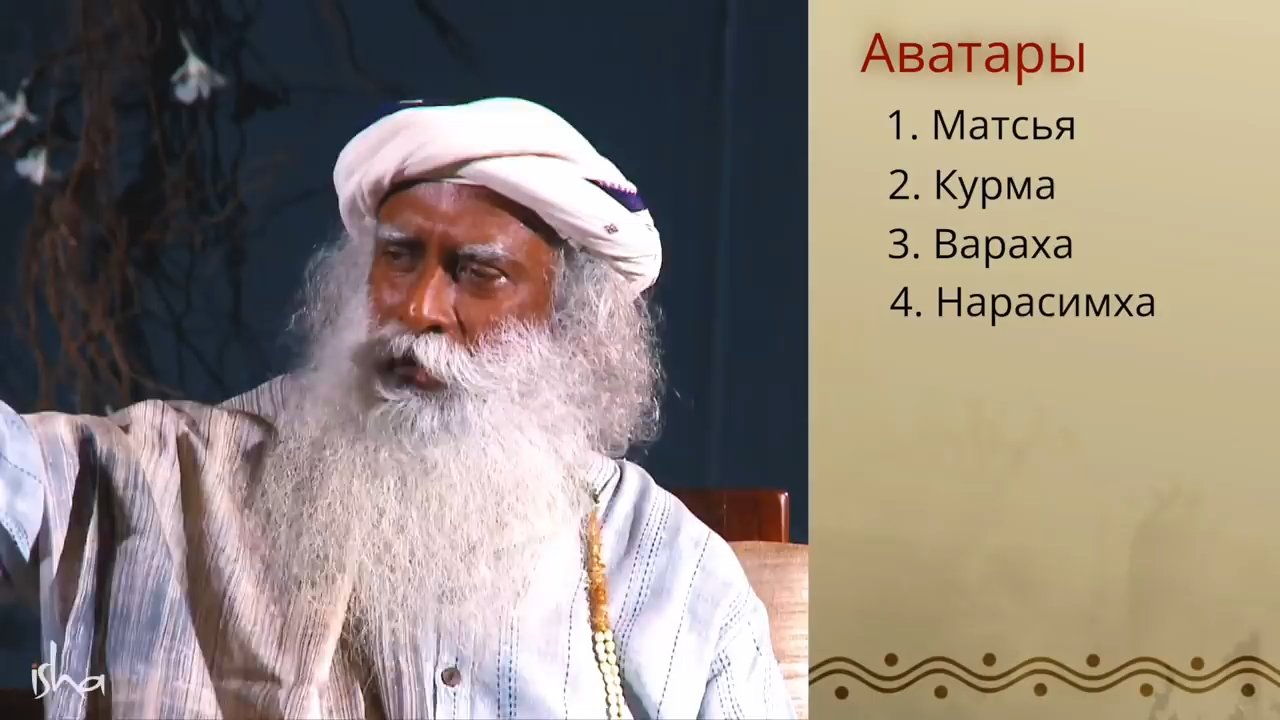 Аватары
1. Матсья
2. Курма
3. Вараха
4. Нарасимха
isha